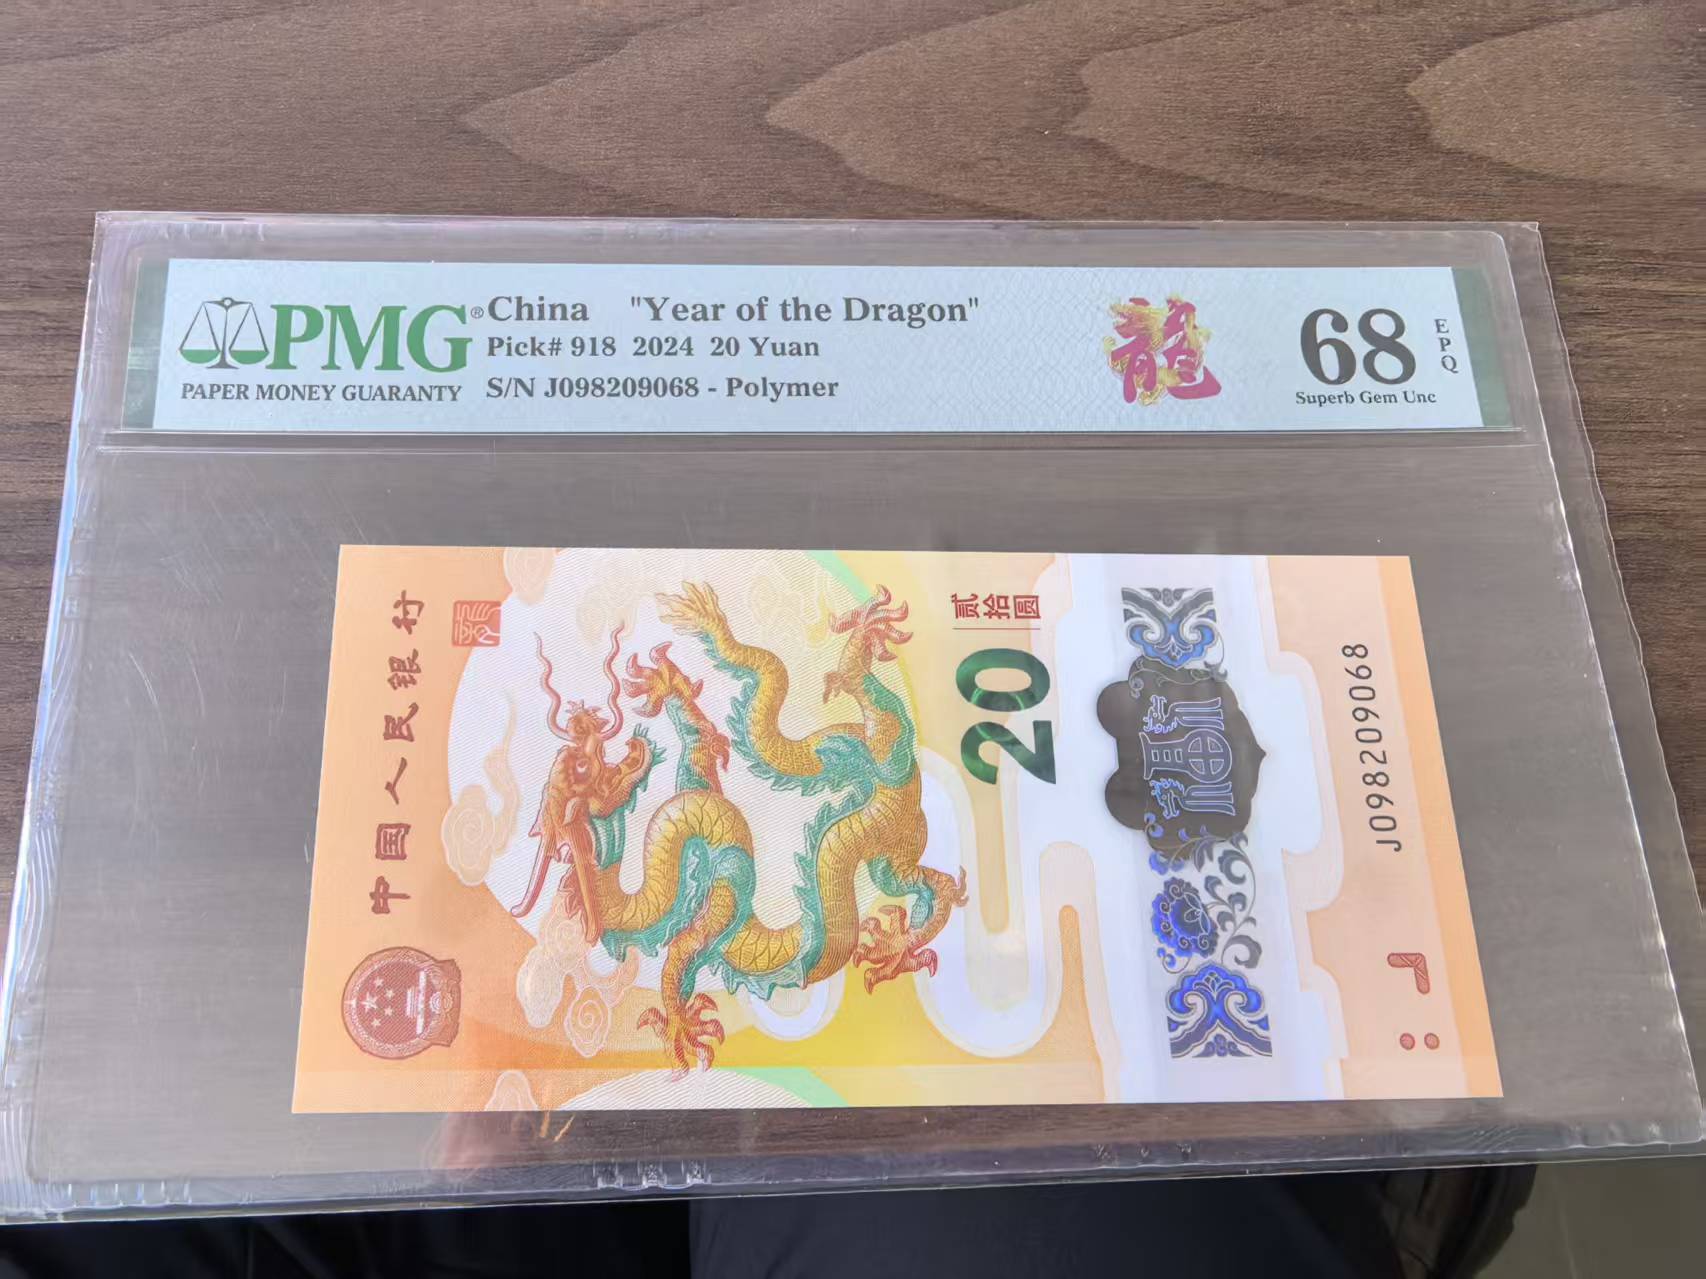 PMG®
PAPER MONEY GUARANTY
China "Year of the Dragon"
Pick# 918 2024 20 Yuan
S/N J098209068 - Polymer
龍
68
EPQ
Superb Gem Unc
中国人民银行
贰拾圆
20
J098209068